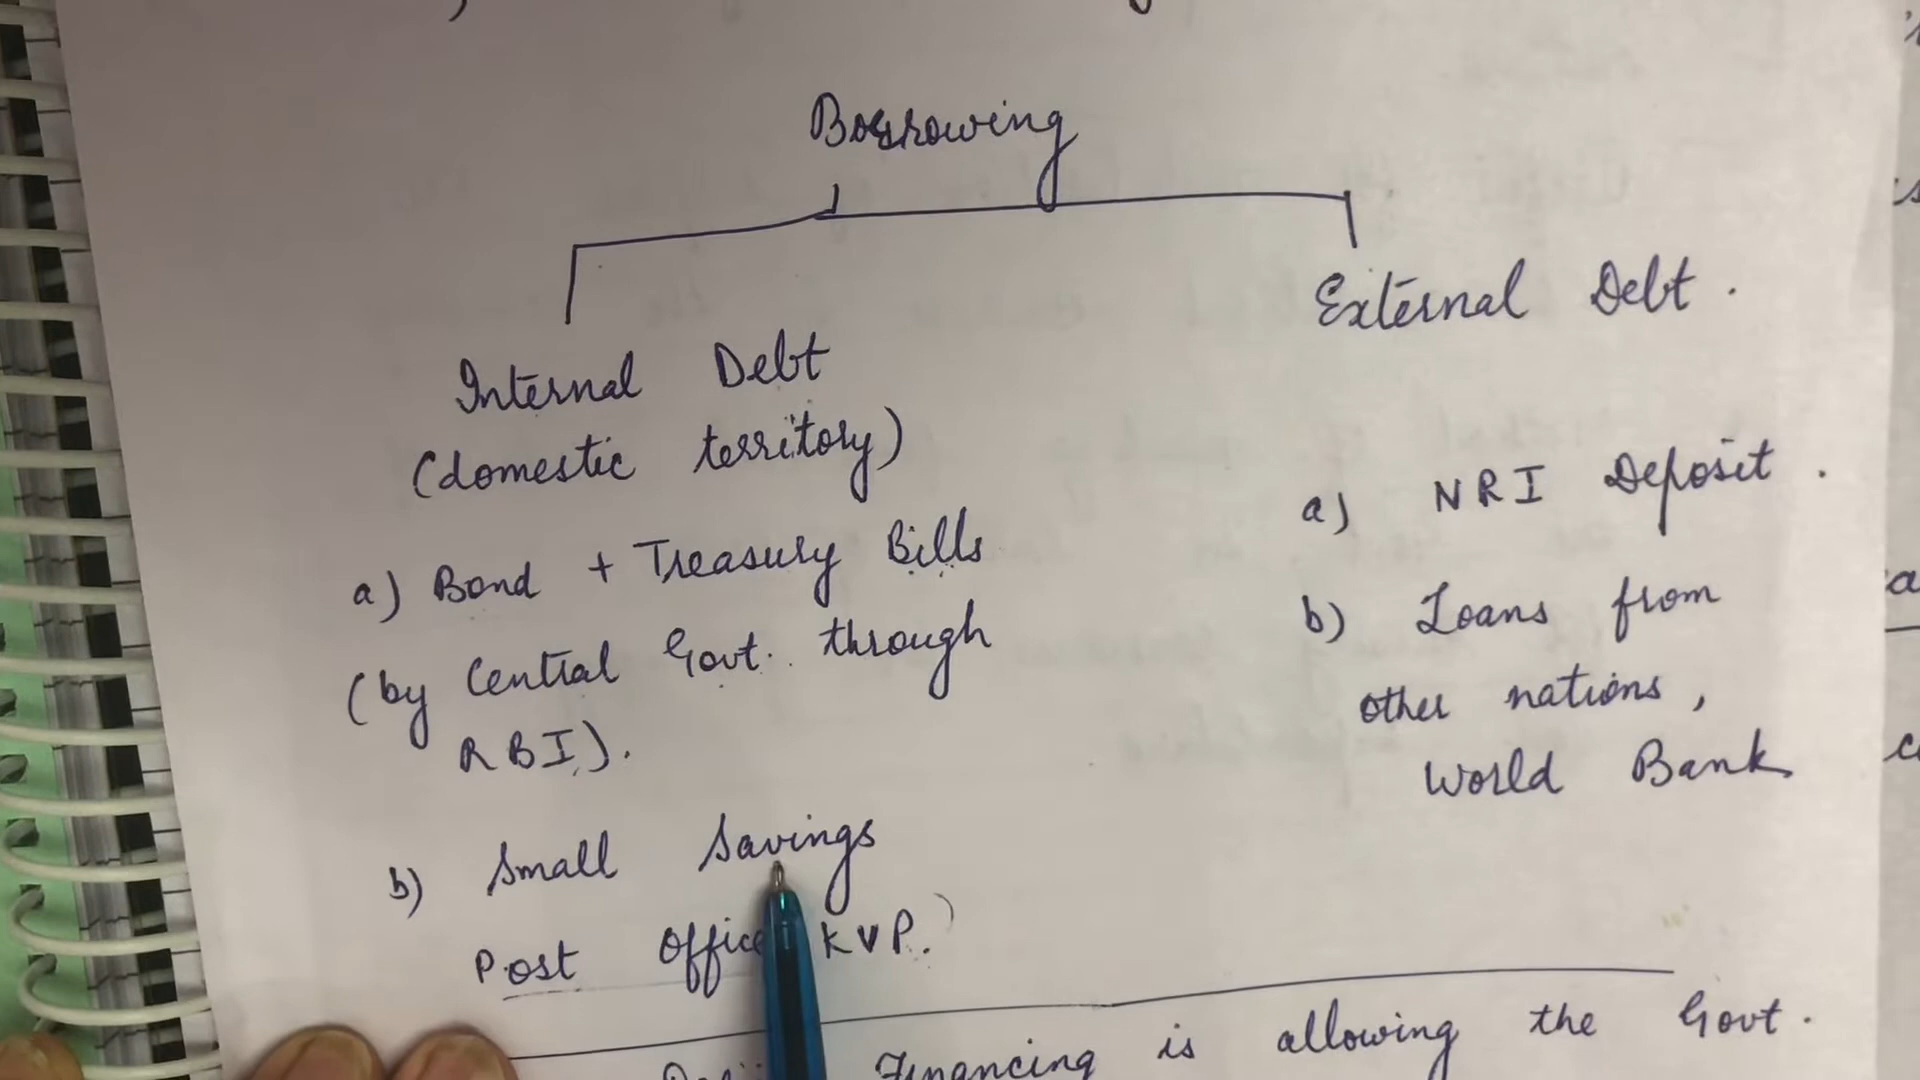 Borrowing
Internal Debt
(domestic territory)
a) Bond + Treasury Bills
(by Central Govt. through
RBI).
b) Small Savings
Post Office KVP.)
External Debt.
a) NRI Deposit.
b) Loans from
other nations,
World Bank
Financing is allowing the Govt.